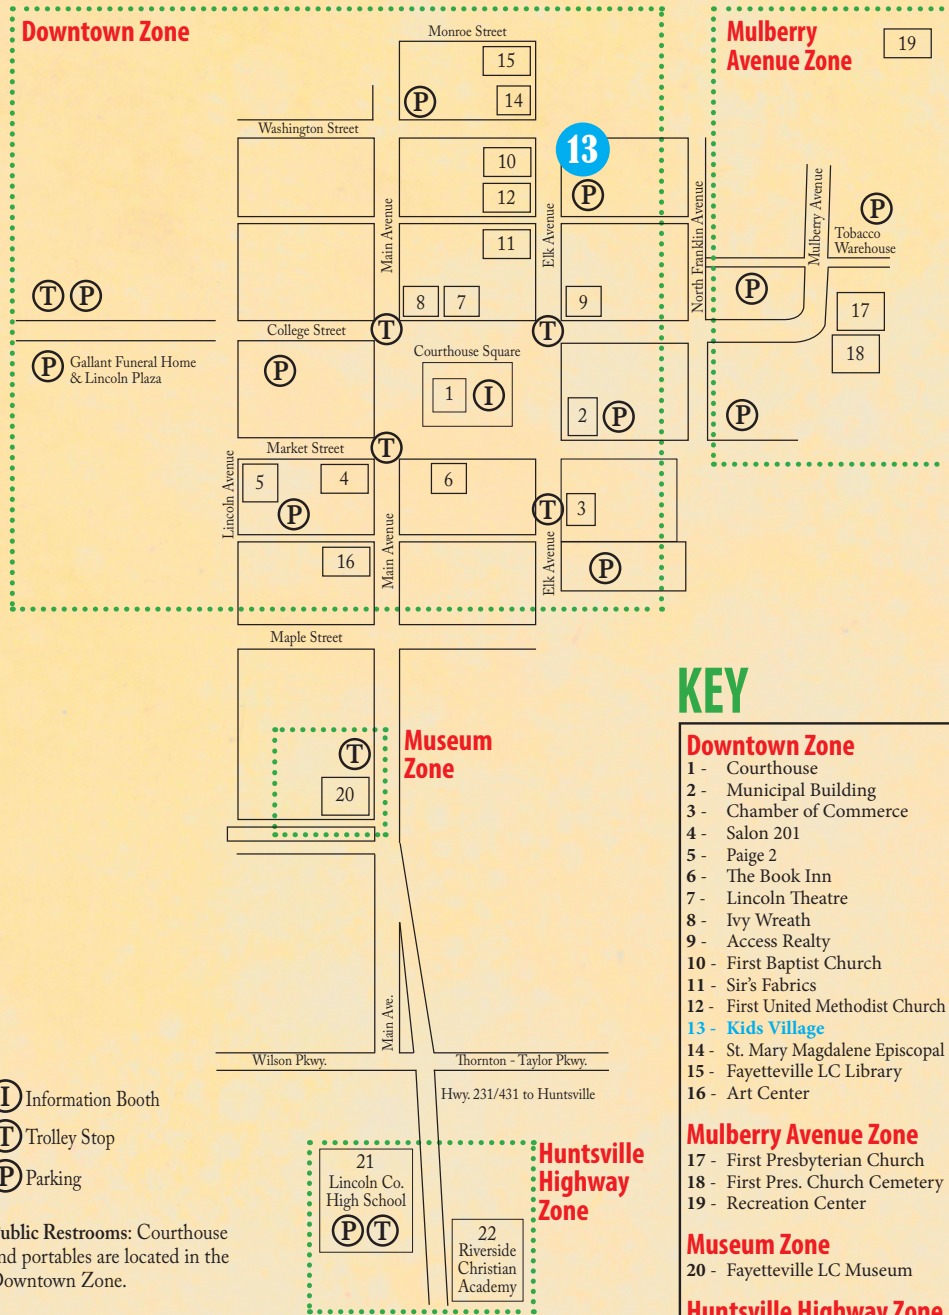 Downtown Zone
Monroe Street
15
P
14
Washington Street
10
12
13
P
Main Avenue
Elk Avenue
North Franklin Avenue
11
8
7
9
T P
College Street
T
T
P Gallant Funeral Home
& Lincoln Plaza
P
Courthouse Square
1
I
2
P
Market Street
T
Lincoln Avenue
5
4
P
6
T
3
Main Avenue
Elk Avenue
16
P
Maple Street
Mulberry
Avenue Zone
19
Mulberry Avenue
P
Tobacco
Warehouse
P
17
18
P
T
20
Museum
Zone
Main Ave.
Wilson Pkwy.
Thornton - Taylor Pkwy.
Hwy. 231/431 to Huntsville
21
Lincoln Co.
High School
P T
22
Riverside
Christian
Academy
Huntsville
Highway
Zone
I Information Booth
T Trolley Stop
P Parking
Restrooms: Courthouse
portables are located in the
Zone.
KEY
Downtown Zone
1 - Courthouse
2 - Municipal Building
3 - Chamber of Commerce
4 - Salon 201
5 - Paige 2
6 - The Book Inn
7 - Lincoln Theatre
8 - Ivy Wreath
9 - Access Realty
10 - First Baptist Church
11 - Sir's Fabrics
12 - First United Methodist Church
13 - Kids Village
14 - St. Mary Magdalene Episcopal
15 - Fayetteville LC Library
16 - Art Center
Mulberry Avenue Zone
17 - First Presbyterian Church
18 - First Pres. Church Cemetery
19 - Recreation Center
Museum Zone
20 - Fayetteville LC Museum
Huntsville Highway Zone